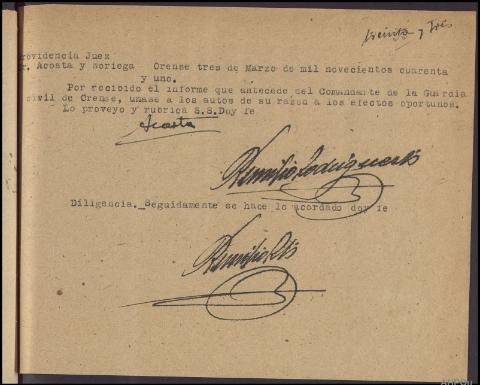 treinta y tres
rovidencia Juez
r. Acosta y Noriega   Orense tres de Marzo de mil novecientos cuarenta
y uno.
Por recibido el informe que antecede del Comandante de la Guardia
civil de Orense, unase a los autos de su razon a los efectos oportunos.
Lo proveyo y rubrica S.S.Doy fe
Acosta
Diligencia._Seguidamente se hace lo acordado doy fe